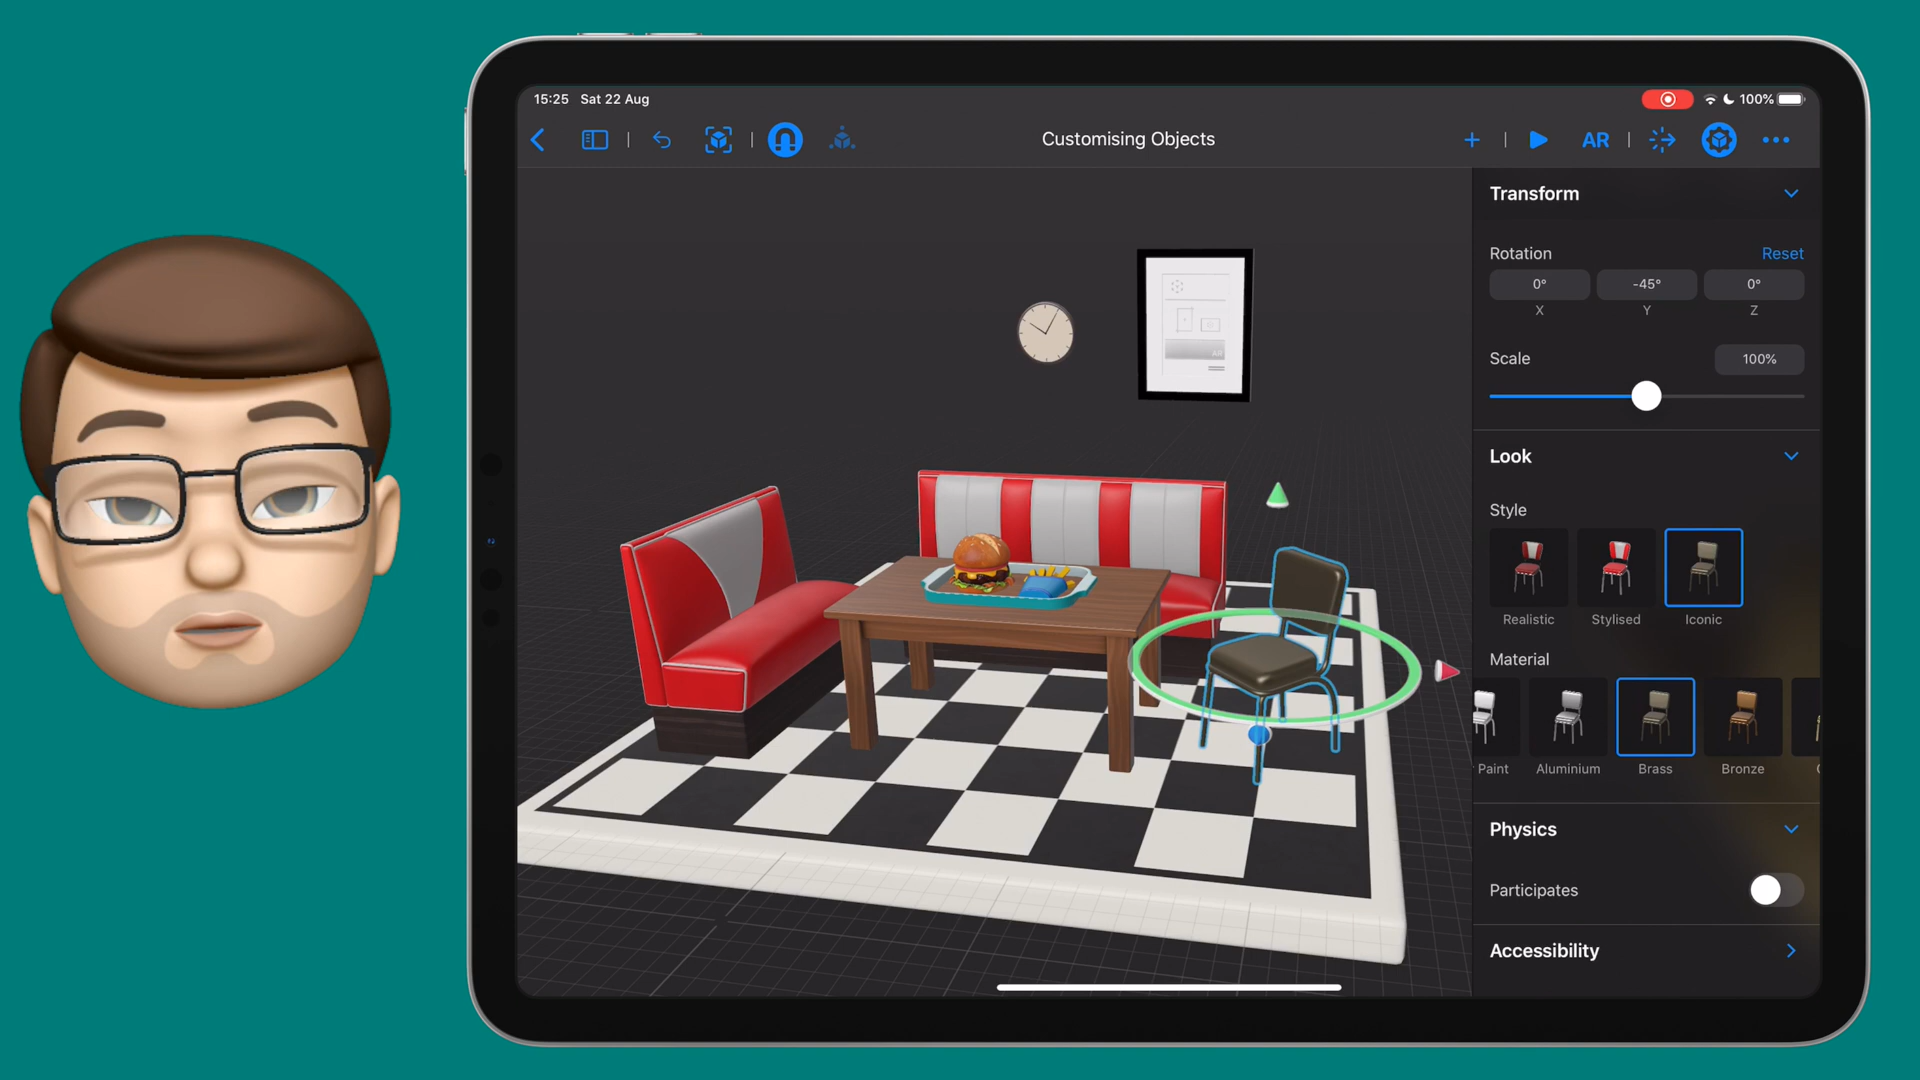 15:25 Sat 22 Aug
100%
Customising Objects
AR
Transform
Rotation Reset
0° -45° 0°
X Y Z
Scale 100%
Look
Style
Realistic Stylised Iconic
Material
Paint Aluminium Brass Bronze
Physics
Participates
Accessibility
AR